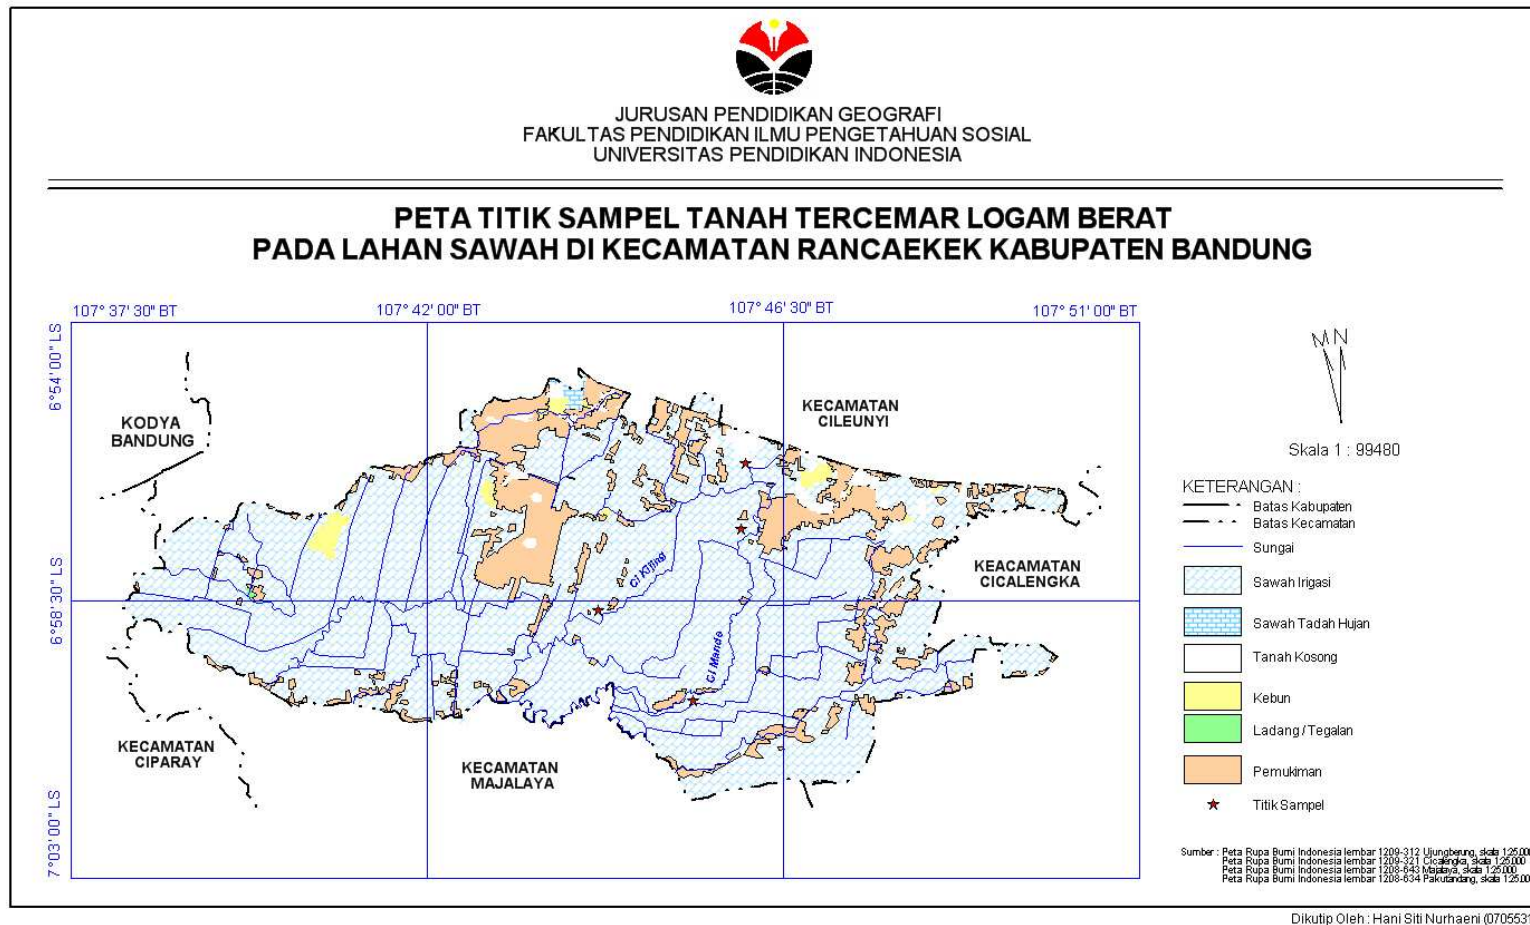 JURUSAN PENDIDIKAN GEOGRAFI
FAKULTAS PENDIDIKAN ILMU PENGETAHUAN SOSIAL
UNIVERSITAS PENDIDIKAN INDONESIA
PETA TITIK SAMPEL TANAH TERCEMAR LOGAM BERAT
PADA LAHAN SAWAH DI KECAMATAN RANCAEKEK KABUPATEN BANDUNG
107° 37' 30" BT
107° 42' 00" BT
107° 46' 30" BT
107° 51' 00" BT
6°54' 00" LS
6°58' 30" LS
7°03' 00" LS
KODYA
BANDUNG
KECAMATAN
CILEUNYI
KEACAMATAN
CICALENGKA
Ci Kijing
Ci Mande
KECAMATAN
CIPARAY
KECAMATAN
MAJALAYA
MN
Skala 1 : 99480
KETERANGAN :
Batas Kabupaten
Batas Kecamatan
Sungai
Sawah Irigasi
Sawah Tadah Hujan
Tanah Kosong
Kebun
Ladang / Tegalan
Pemukiman
Titik Sampel
Sumber : Peta Rupa Bumi Indonesia lembar 1209-312 Ujungberung, skala 1:25.000
Peta Rupa Bumi Indonesia lembar 1209-321 Cicalengka, skala 1:25.000
Peta Rupa Bumi Indonesia lembar 1208-643 Majalaya, skala 1:25.000
Peta Rupa Bumi Indonesia lembar 1208-634 Pakutandang, skala 1:25.00
Dikutip Oleh : Hani Siti Nurhaeni (0705531